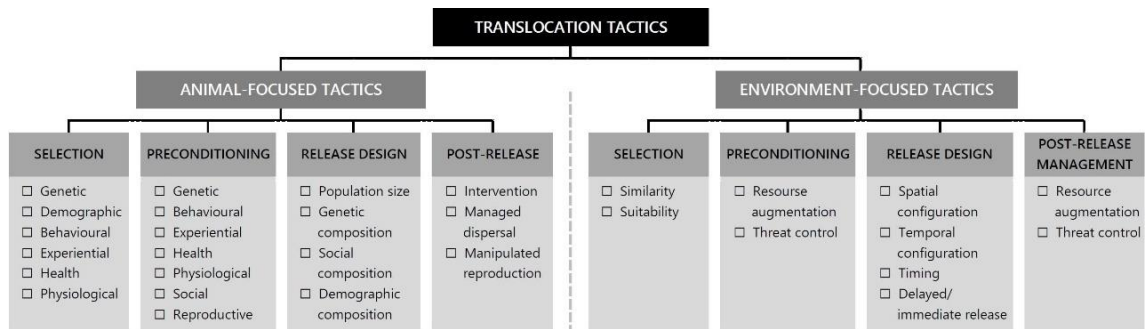 TRANSLOCATION TACTICS
ANIMAL-FOCUSED TACTICS
ENVIRONMENT-FOCUSED TACTICS
SELECTION
☐ Genetic
☐ Demographic
☐ Behavioural
☐ Experiential
☐ Health
☐ Physiological
PRECONDITIONING
☐ Genetic
☐ Behavioural
☐ Experiential
☐ Health
☐ Physiological
☐ Social
☐ Reproductive
RELEASE DESIGN
☐ Population size
☐ Genetic
composition
☐ Social
composition
☐ Demographic
composition
POST-RELEASE
☐ Intervention
☐ Managed
dispersal
☐ Manipulated
reproduction
SELECTION
☐ Similarity
☐ Suitability
PRECONDITIONING
☐ Resourse
augmentation
☐ Threat control
RELEASE DESIGN
☐ Spatial
configuration
☐ Temporal
configuration
☐ Timing
☐ Delayed/
immediate release
POST-RELEASE
MANAGEMENT
☐ Resource
augmentation
☐ Threat control